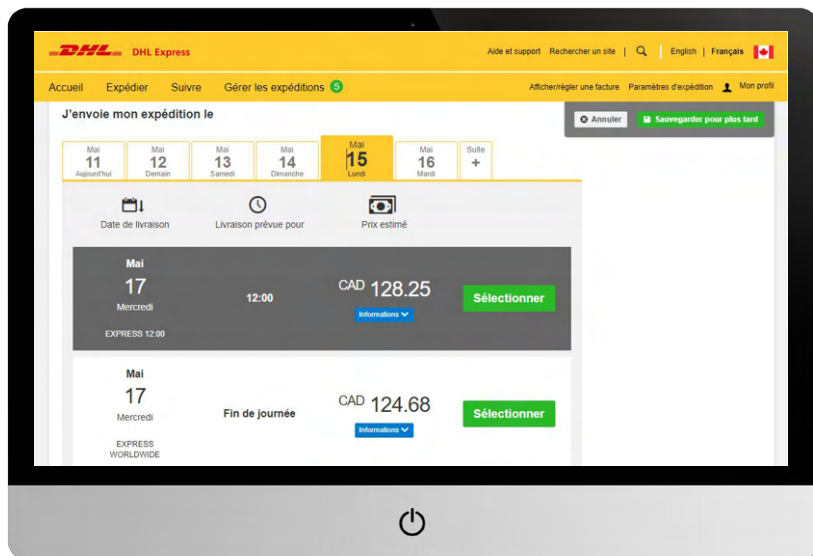 DHL DHL Express
Aide et support Rechercher un site | English | Français
Accueil Expédier Suivre Gérer les expéditions 5
Afficher/régler une facture Paramètres d'expédition Mon profil
J'envoie mon expédition le
Annuler Sauvegarder pour plus tard
Mai
11
Aujourd'hui
Mai
12
Demain
Mai
13
Samedi
Mai
14
Dimanche
Mai
15
Lundi
Mai
16
Mardi
Suite
+
Date de livraison
Livraison prévue pour
Prix estimé
Mai
17
Mercredi
EXPRESS 12:00
12:00
CAD 128.25
Informations
Sélectionner
Mai
17
Mercredi
EXPRESS
WORLDWIDE
Fin de journée
CAD 124.68
Informations
Sélectionner